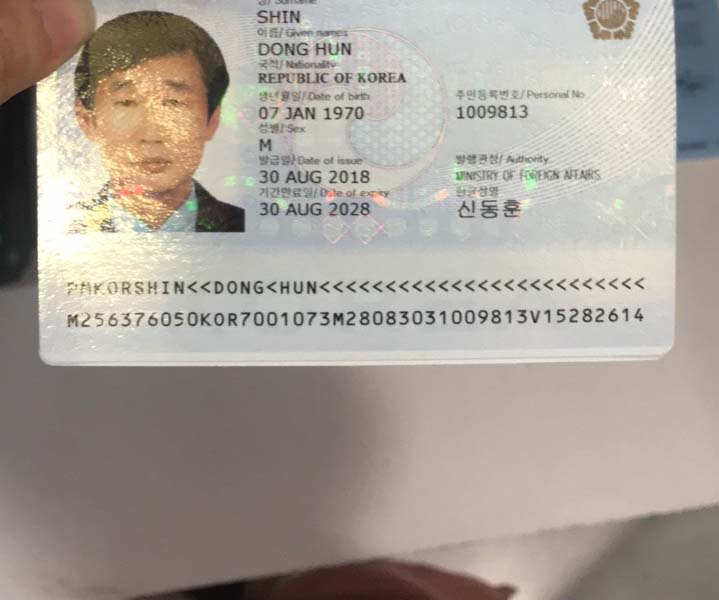 성/ Surname
SHIN
이름/ Given names
DONG HUN
국적/ Nationality
REPUBLIC OF KOREA
생년월일/ Date of birth
주민등록번호/ Personal No
07 JAN 1970
1009813
성별/ Sex
M
발급일/ Date of issue
발행관청/ Authority
30 AUG 2018
MINISTRY OF FOREIGN AFFAIRS
기간만료일/ Date of expiry
한글성명
30 AUG 2028
신동훈
PMKORSHIN<<DONG<HUN<<<<<<<<<<<<<<<<<<<<<<<<<
M256376050KOR7001073M28083031009813V15282614